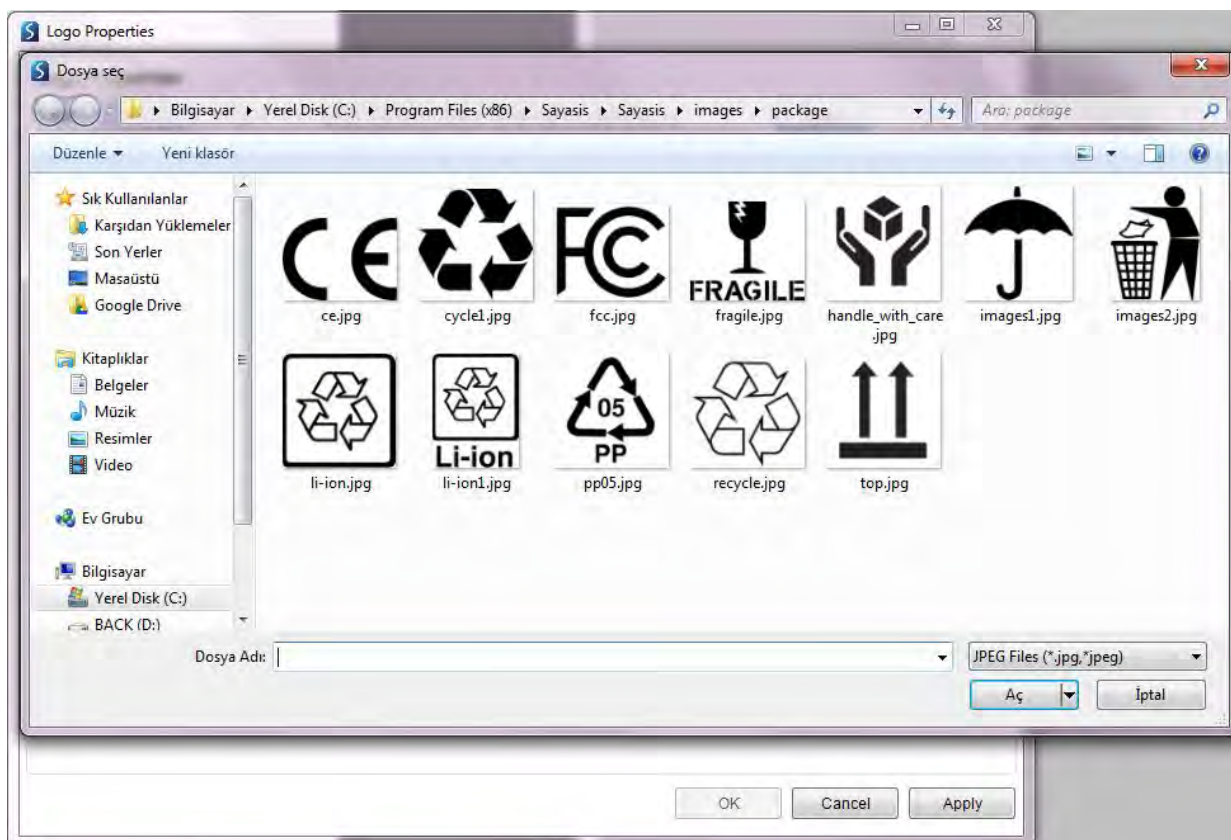 Logo Properties
Dosya seç
Bilgisayar Yerel Disk (C:) Program Files (x86) Sayasis Sayasis images package
Ara: package
Düzenle Yeni klasör
Sık Kullanılanlar
Karşıdan Yüklemeler
Son Yerler
Masaüstü
Google Drive
Kitaplıklar
Belgeler
Müzik
Resimler
Video
Ev Grubu
Bilgisayar
Yerel Disk (C:)
BACK (D:)
CE
FC
FRAGILE
ce.jpg
cycle1.jpg
fcc.jpg
fragile.jpg
handle_with_care
.jpg
images1.jpg
images2.jpg
Li-ion
05
PP
li-ion.jpg
li-ion1.jpg
pp05.jpg
recycle.jpg
top.jpg
Dosya Adı:
JPEG Files (*.jpg,*jpeg)
Aç
İptal
OK
Cancel
Apply